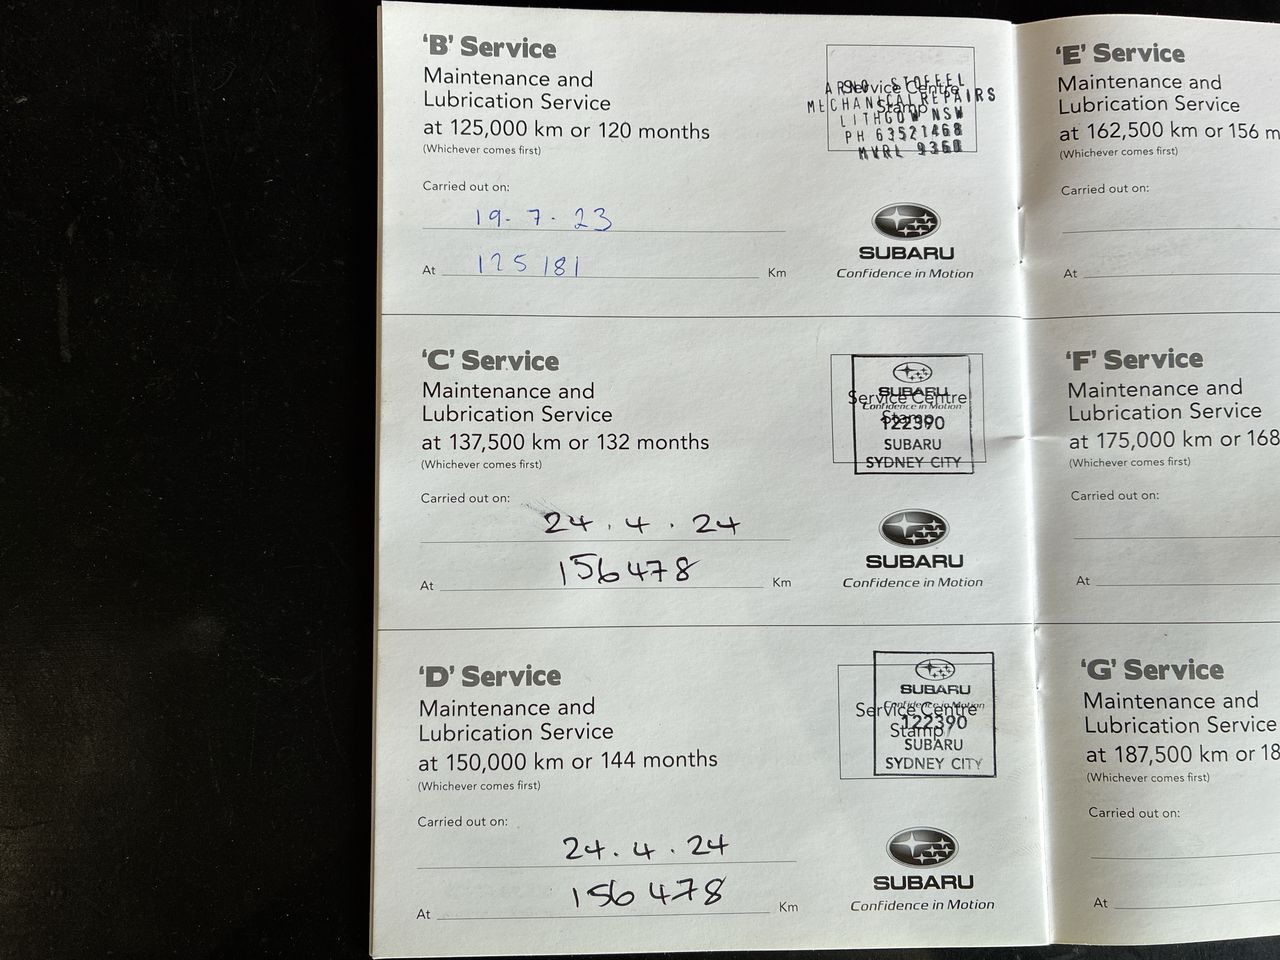 'B' Service
Maintenance and
Lubrication Service
at 125,000 km or 120 months
(Whichever comes first)
Carried out on:
19-7-23
At 125181 Km
Service Centre
Stamp
ARNO STOFFEL
MECHANICAL REPAIRS
LITHGOW NSW
PH 63521468
MVRL 9360
SUBARU
Confidence in Motion
'C' Service
Maintenance and
Lubrication Service
at 137,500 km or 132 months
(Whichever comes first)
Carried out on:
24.4.24
At 156478 Km
Service Centre
Stamp
SUBARU
Confidence in Motion
122390
SUBARU
SYDNEY CITY
SUBARU
Confidence in Motion
'D' Service
Maintenance and
Lubrication Service
at 150,000 km or 144 months
(Whichever comes first)
Carried out on:
24.4.24
At 156478 Km
Service Centre
Stamp
SUBARU
Confidence in Motion
122390
SUBARU
SYDNEY CITY
SUBARU
Confidence in Motion
'E' Service
Maintenance and
Lubrication Service
at 162,500 km or 156 m
(Whichever comes first)
Carried out on:
At
'F' Service
Maintenance and
Lubrication Service
at 175,000 km or 168
(Whichever comes first)
Carried out on:
At
'G' Service
Maintenance and
Lubrication Service
at 187,500 km or 18
(Whichever comes first)
Carried out on:
At